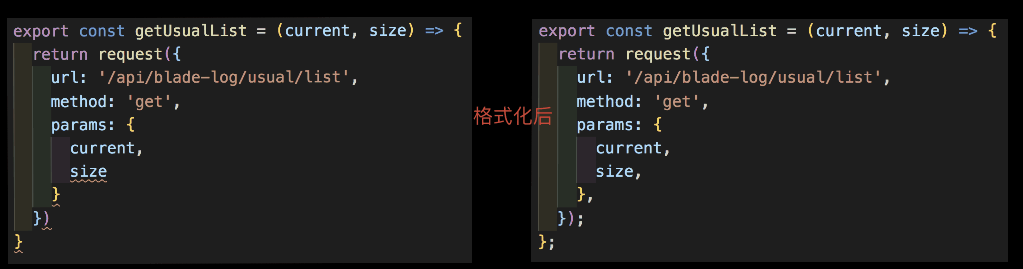 export const getUsualList = (current, size) => {
  return request({
    url: '/api/blade-log/usual/list',
    method: 'get',
    params: {
      current,
      size
    }
  })
}
格式化后
export const getUsualList = (current, size) => {
  return request({
    url: '/api/blade-log/usual/list',
    method: 'get',
    params: {
      current,
      size,
    },
  });
};